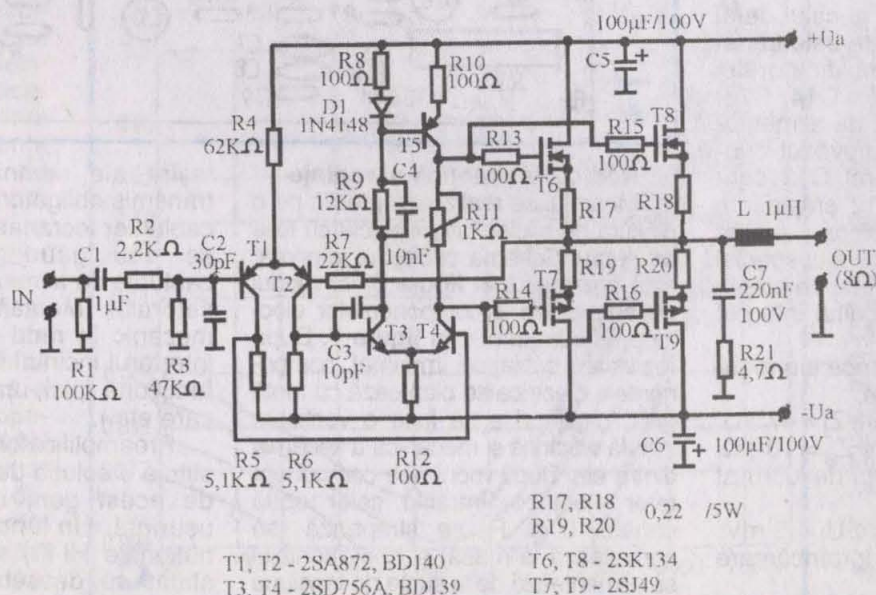 100μF/100V
+Ua
C5
+
R8
100Ω
R10
100Ω
D1
1N4148
R4
62KΩ
T5
R13
100Ω
T6
R15
100Ω
T8
C4
R9
12KΩ
10nF
R11
1KΩ
R17
R18
L 1μH
R2
2,2KΩ
C2
30pF
C1
1μF
IN
T1
T2
R7
22KΩ
T7
R19
R20
OUT
(8Ω)
C7
220nF
100V
R14
100Ω
R16
100Ω
T9
T3
T4
C3
10pF
R1
100KΩ
R3
47KΩ
R21
4,7Ω
-Ua
C6
+
100μF/100V
R5
5,1KΩ
R6
5,1KΩ
R12
100Ω
R17, R18
R19, R20
0,22 /5W
T1, T2 - 2SA872, BD140
T3, T4 - 2SD756A, BD139
T6, T8 - 2SK134
T7, T9 - 2SJ49